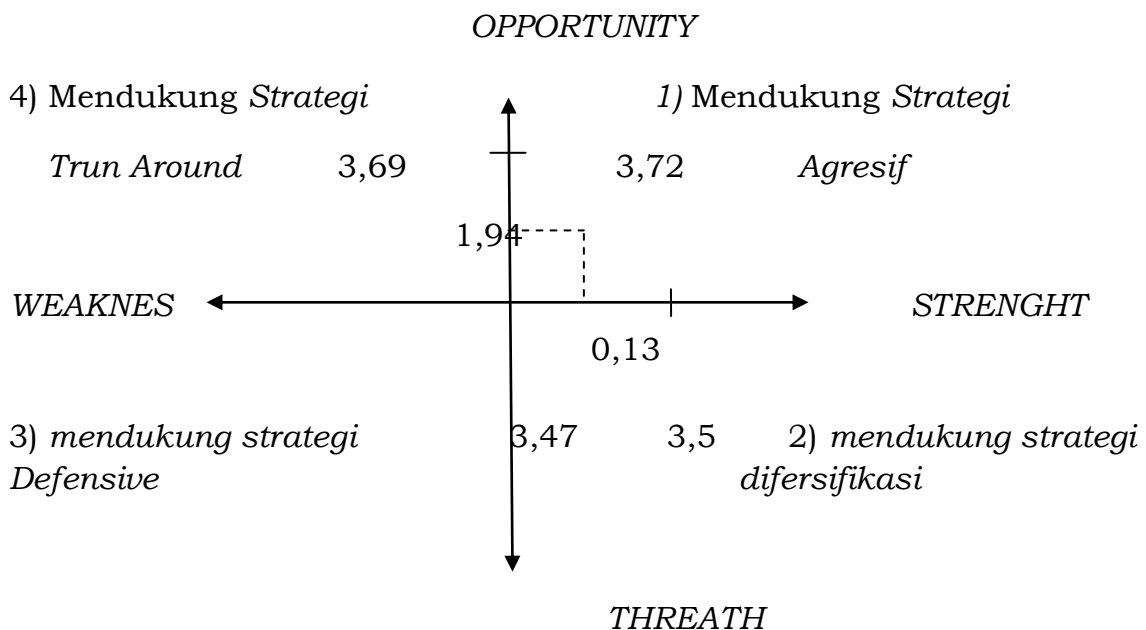 OPPORTUNITY
4) Mendukung Strategi 1) Mendukung Strategi
Trun Around 3,69 3,72 Agresif
1,94
WEAKNES STRENGHT
0,13
3) mendukung strategi 3,47 3,5 2) mendukung strategi
Defensive difersifikasi
THREATH